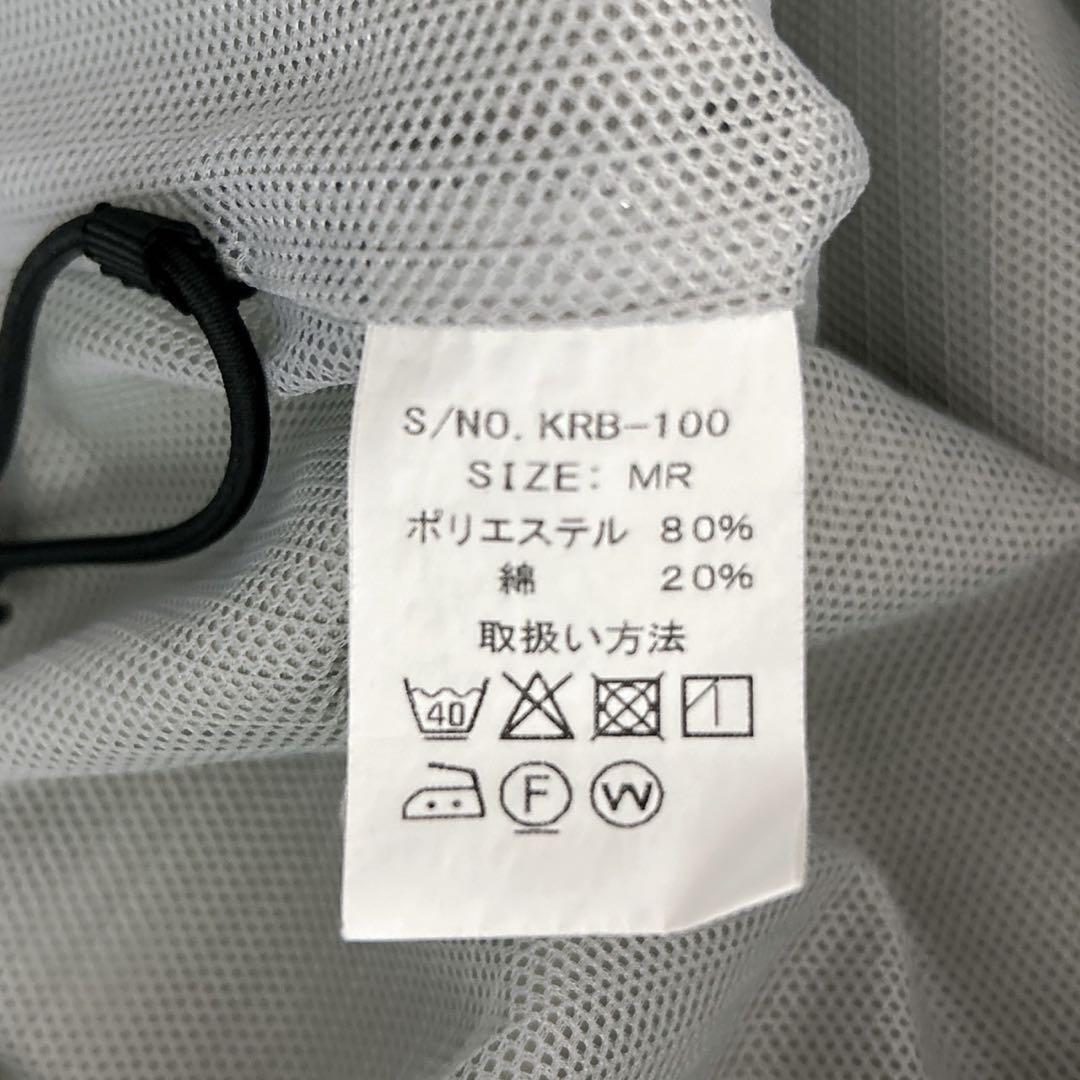 S/NO. KRB-100
SIZE: MR
ポリエステル 80%
綿 20%
取扱い方法
40
F W